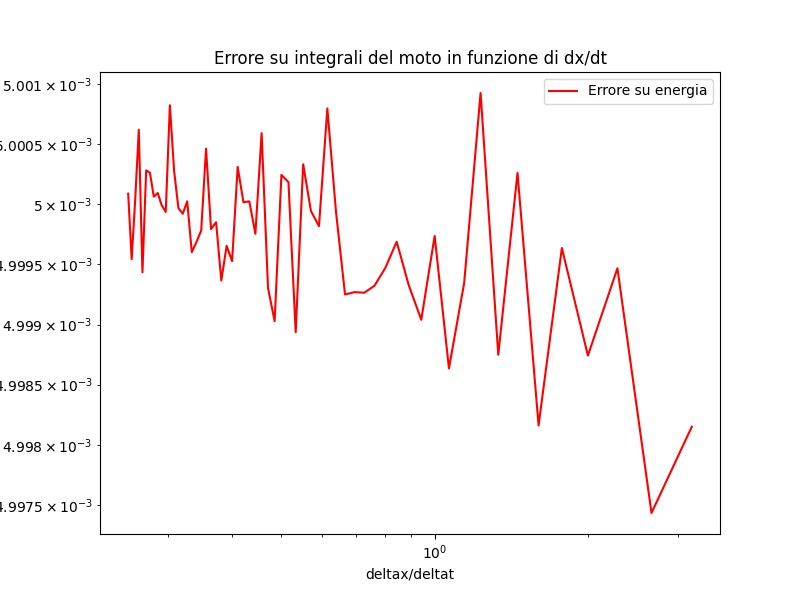 Errore su integrali del moto in funzione di dx/dt
Errore su energia
5.001 × 10⁻³
5.0005 × 10⁻³
5 × 10⁻³
4.9995 × 10⁻³
4.999 × 10⁻³
4.9985 × 10⁻³
4.998 × 10⁻³
4.9975 × 10⁻³
10⁰
deltax/deltat